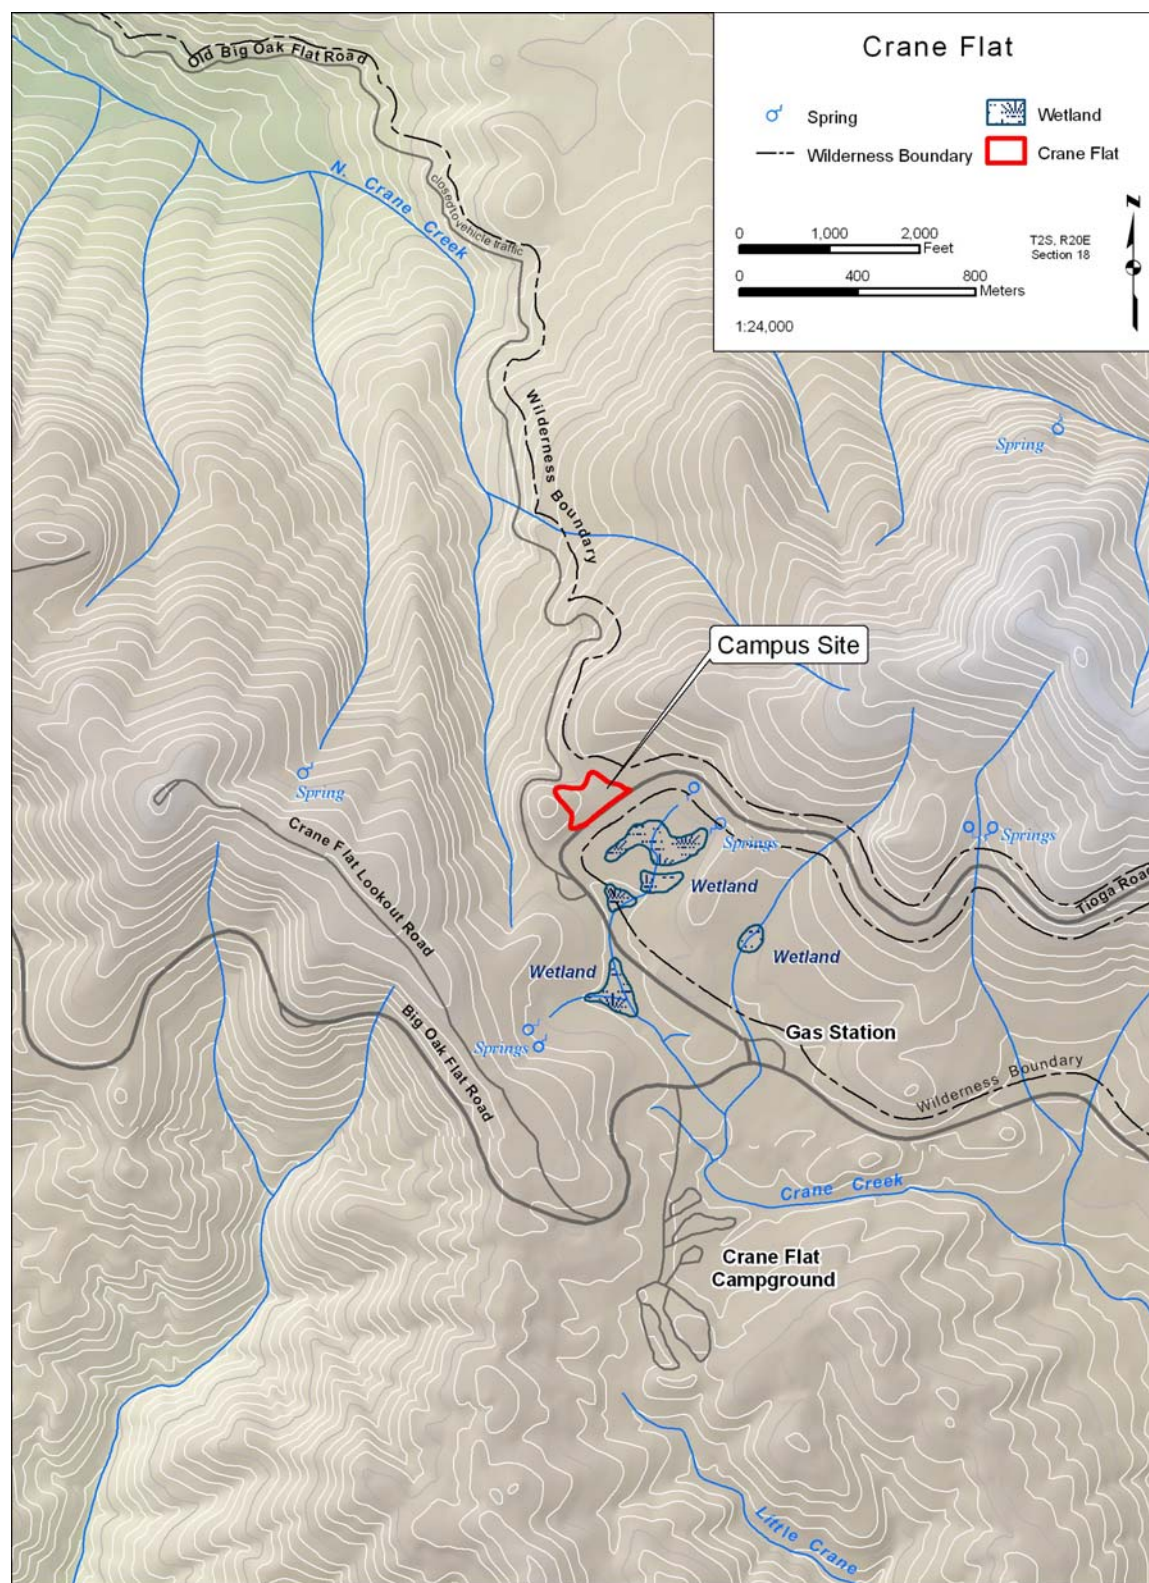 Crane Flat
Spring
Wetland
Wilderness Boundary
Crane Flat
0 1,000 2,000
Feet
0 400 800
Meters
1:24,000
T2S, R20E
Section 18
N
Old Big Oak Flat Road
N. Crane Creek
closed to vehicle traffic
Wilderness Boundary
Spring
Campus Site
Spring
Crane Flat Lookout Road
Springs
Springs
Wetland
Tioga Road
Wetland
Wetland
Big Oak Flat Road
Springs
Gas Station
Wilderness Boundary
Crane Creek
Crane Flat
Campground
Little Crane